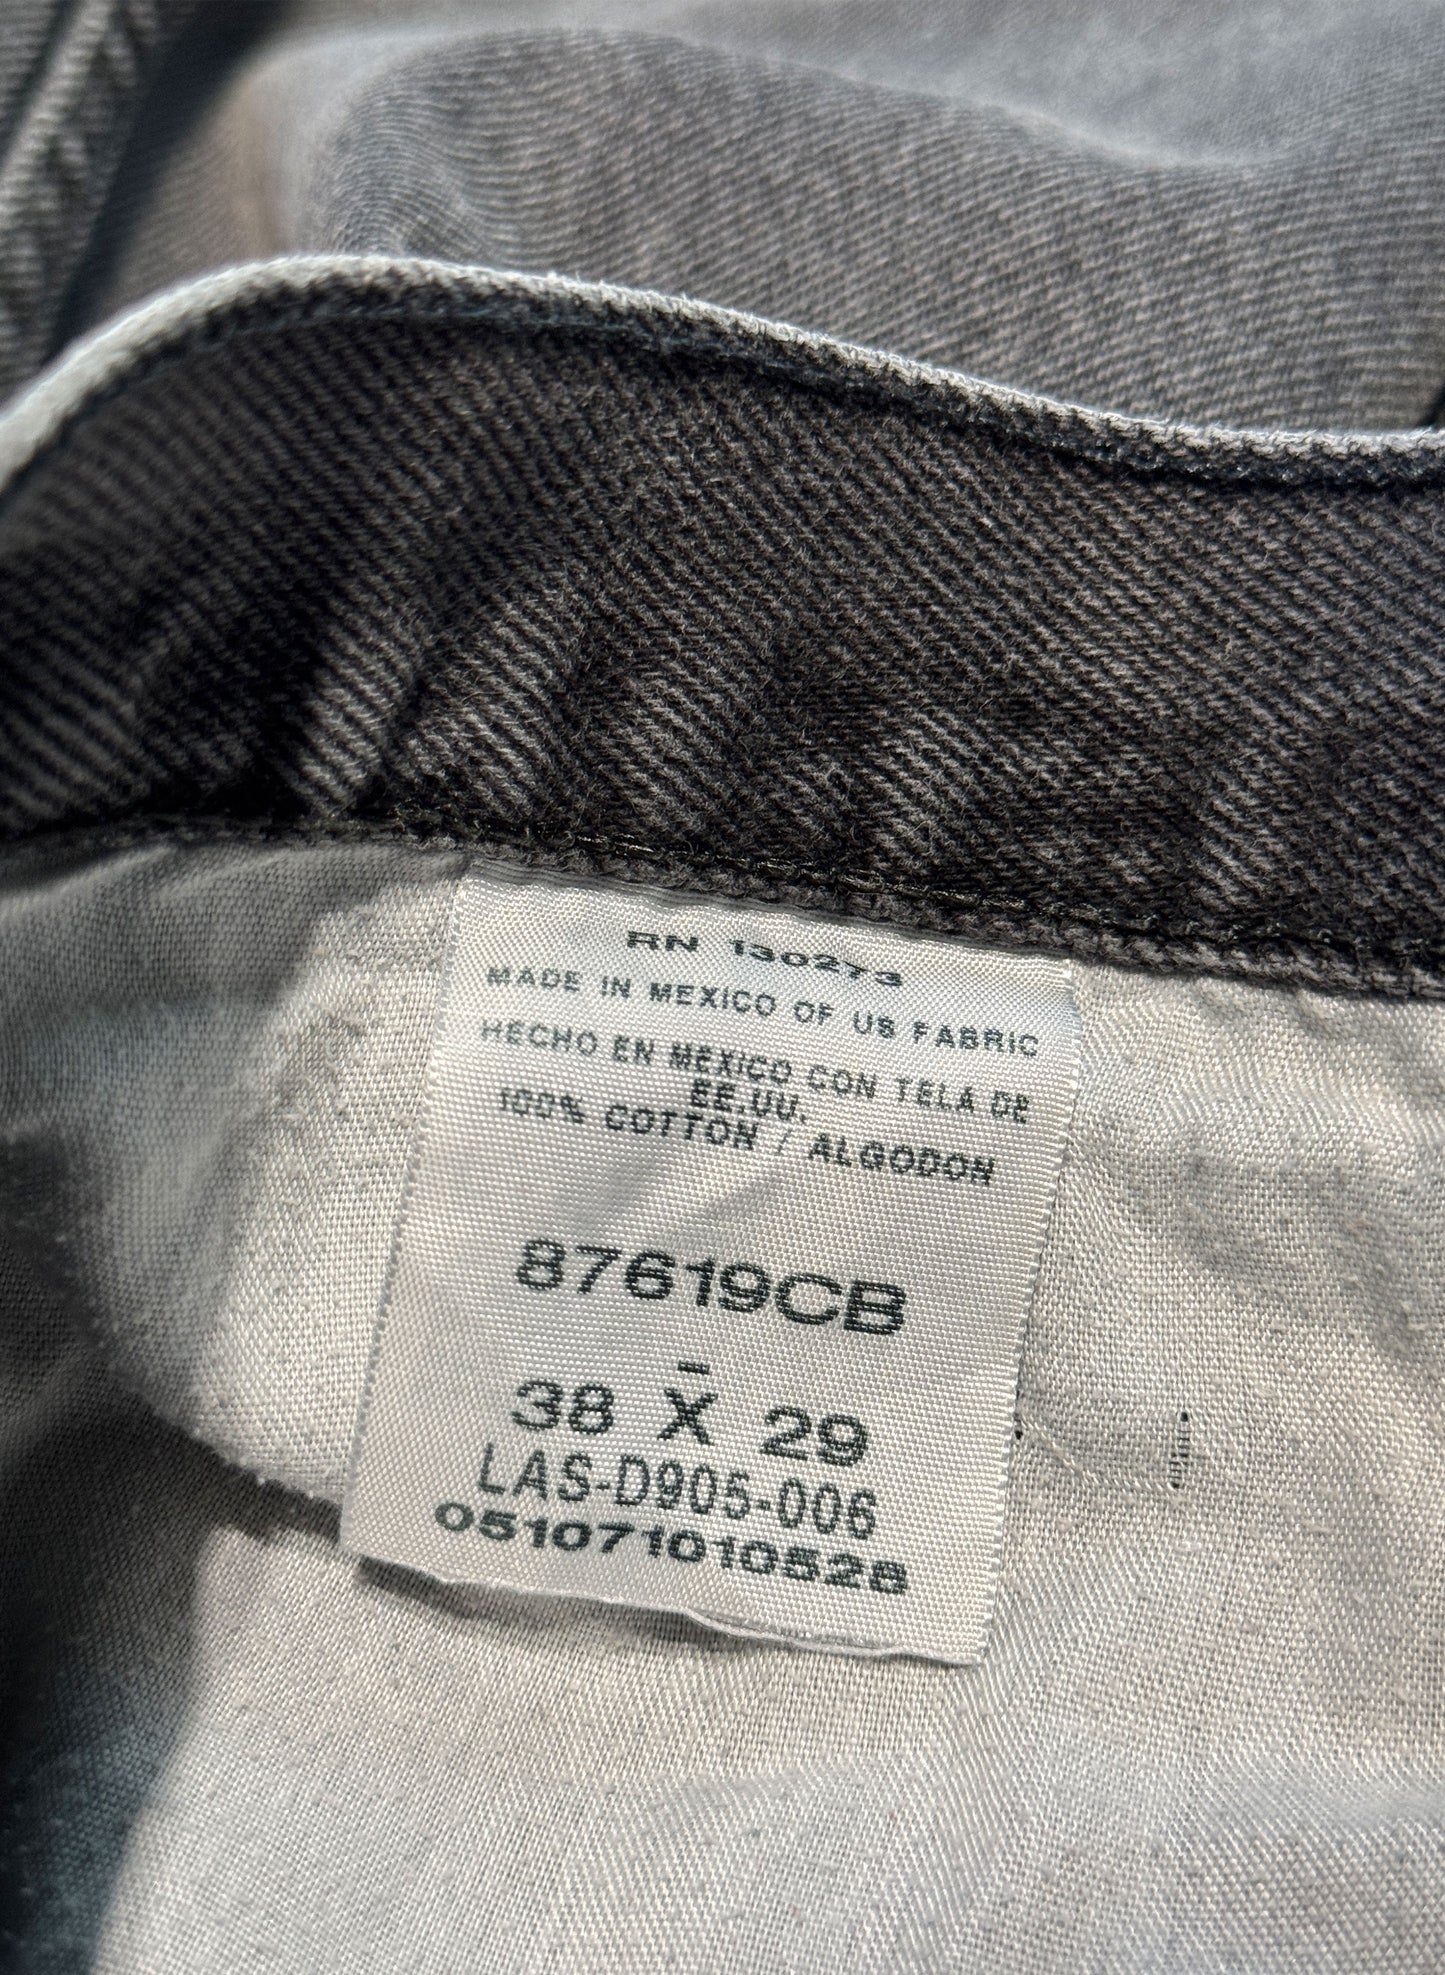 RN 130273
MADE IN MEXICO OF US FABRIC
HECHO EN MEXICO CON TELA DE
EE.UU.
100% COTTON / ALGODON
87619CB
-
38 X 29
LAS-D905-006
051071010528